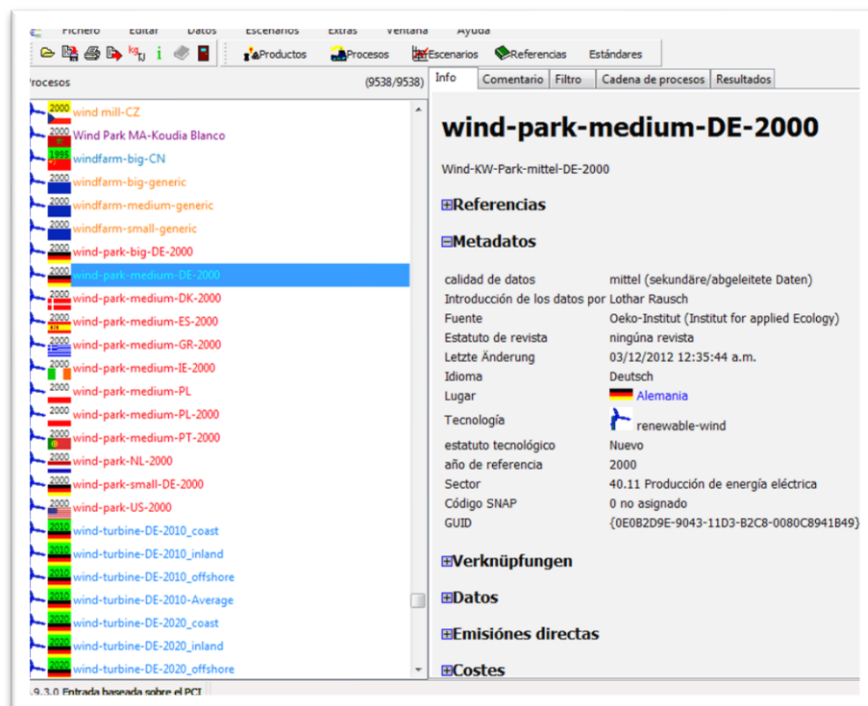 Fichero Editar Datos Escenarios Extras Ventana Ayuda
kg TJ i Productos Procesos Escenarios Referencias Estándares
rocesos (9538/9538)
Info Comentario Filtro Cadena de procesos Resultados
2000 wind mill-CZ
2000 Wind Park MA-Koudia Blanco
1995 windfarm-big-CN
2000 windfarm-big-generic
2000 windfarm-medium-generic
2000 windfarm-small-generic
2000 wind-park-big-DE-2000
2000 wind-park-medium-DE-2000
2000 wind-park-medium-DK-2000
2000 wind-park-medium-ES-2000
2000 wind-park-medium-GR-2000
2000 wind-park-medium-IE-2000
2000 wind-park-medium-PL
2000 wind-park-medium-PL-2000
2000 wind-park-medium-PT-2000
2000 wind-park-NL-2000
2000 wind-park-small-DE-2000
2000 wind-park-US-2000
2010 wind-turbine-DE-2010_coast
2010 wind-turbine-DE-2010_inland
2010 wind-turbine-DE-2010_offshore
2010 wind-turbine-DE-2010-Average
2020 wind-turbine-DE-2020_coast
2020 wind-turbine-DE-2020_inland
2020 wind-turbine-DE-2020_offshore
wind-park-medium-DE-2000
Wind-KW-Park-mittel-DE-2000
Referencias
Metadatos
calidad de datos mittel (sekundäre/abgeleitete Daten)
Introducción de los datos por Lothar Rausch
Fuente Oeko-Institut (Institut for applied Ecology)
Estatuto de revista ningúna revista
Letzte Änderung 03/12/2012 12:35:44 a.m.
Idioma Deutsch
Lugar Alemania
Tecnología renewable-wind
estatuto tecnológico Nuevo
año de referencia 2000
Sector 40.11 Producción de energía eléctrica
Código SNAP 0 no asignado
GUID {0E0B2D9E-9043-11D3-B2C8-0080C8941B49}
Verknüpfungen
Datos
Emisiónes directas
Costes
.9.3.0 Entrada baseada sobre el PCI